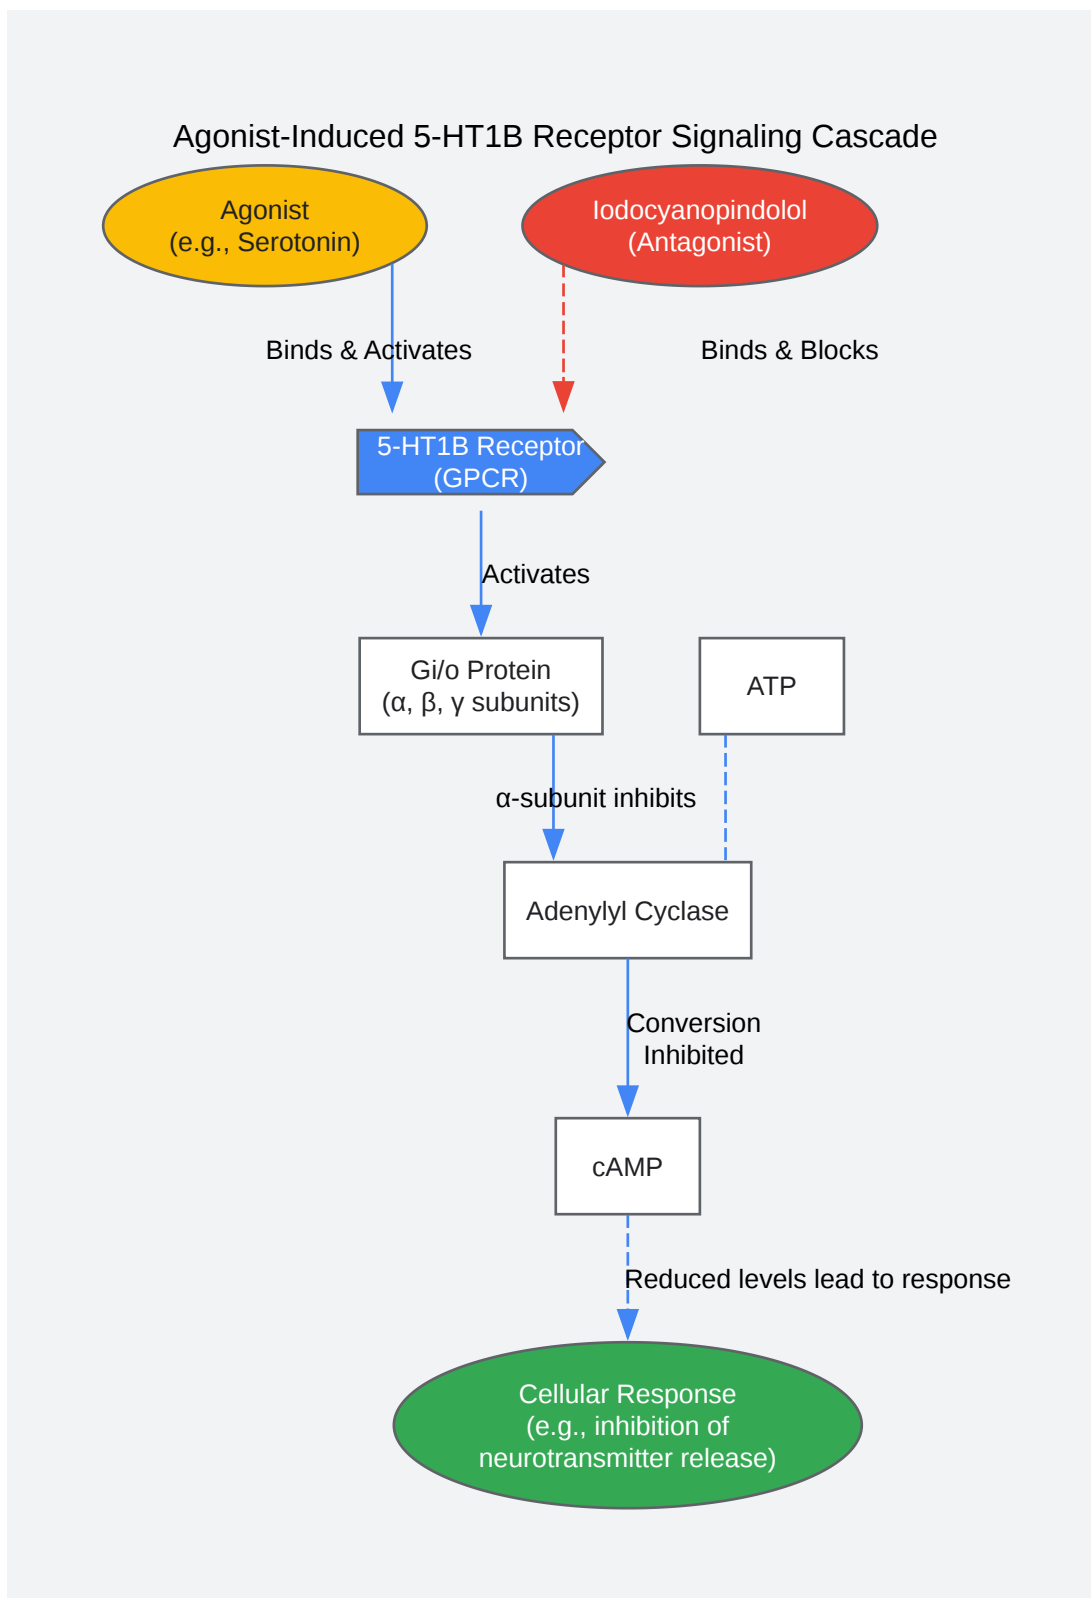 Agonist-Induced 5-HT1B Receptor Signaling Cascade
Agonist
(e.g., Serotonin)
Iodocyanopindolol
(Antagonist)
Binds & Activates
Binds & Blocks
5-HT1B Receptor
(GPCR)
Activates
Gi/o Protein
(α, β, γ subunits)
ATP
α-subunit inhibits
Adenylyl Cyclase
Conversion
Inhibited
cAMP
Reduced levels lead to response
Cellular Response
(e.g., inhibition of
neurotransmitter release)